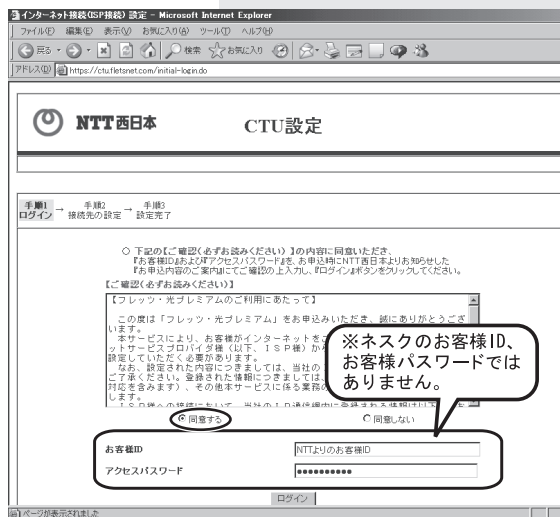 インターネット接続(ISP接続) 設定 - Microsoft Internet Explorer
ファイル(F) 編集(E) 表示(V) お気に入り(A) ツール(T) ヘルプ(H)
戻る 検索 お気に入り
アドレス(D) https://ctu.fletsnet.com/initial-login.do
NTT西日本 CTU設定
手順1 → 手順2 → 手順3
ログイン 接続先の設定 設定完了
○ 下記の【ご確認(必ずお読みください) 】の内容に同意いただき、
『お客様ID』および『アクセスパスワード』を、お申込時にNTT西日本よりお知らせした
『お申込内容のご案内』にてご確認の上入力し、『ログイン』ボタンをクリックしてください。
【ご確認(必ずお読みください)】
【フレッツ・光プレミアムのご利用にあたって】
この度は「フレッツ・光プレミアム」をお申込みいただき、誠にありがとうござ
います。
本サービスにより、お客様がインターネットをご
ットサービスプロバイダ様(以下、ISP様)か
設定していただく必要があります。
なお、設定された内容につきましては、当社の
ご了承ください。登録された情報につきましては、
対応を含みます)、その他本サービスに係る業務の
します。
※ネスクのお客様ID、
お客様パスワードでは
ありません。
同意する 同意しない
お客様ID NTTよりのお客様ID
アクセスパスワード ●●●●●●●●●●
ログイン
ページが表示されました